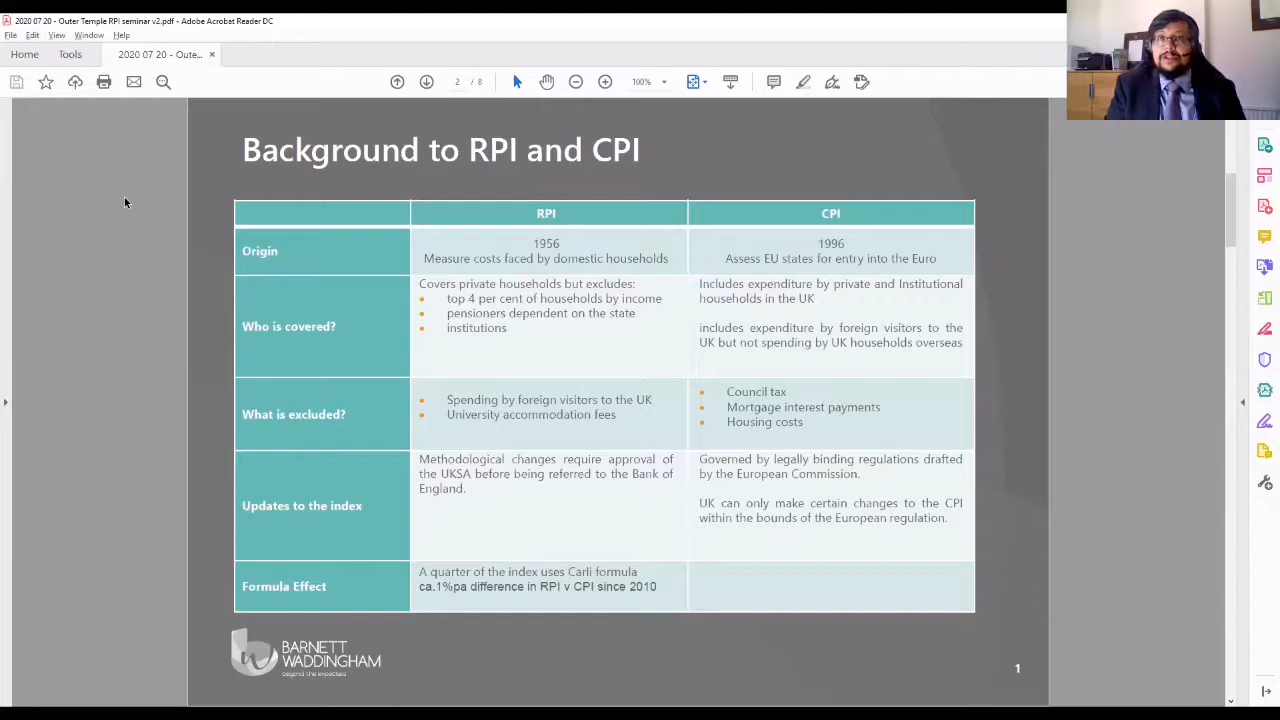 2020 07 20 - Outer Temple RPI seminar v2.pdf - Adobe Acrobat Reader DC
File Edit View Window Help
Home Tools 2020 07 20 - Oute... ×
2 / 8 100%
Background to RPI and CPI
RPI CPI
Origin
1956
Measure costs faced by domestic households
1996
Assess EU states for entry into the Euro
Who is covered?
Covers private households but excludes:
• top 4 per cent of households by income
• pensioners dependent on the state
• institutions
Includes expenditure by private and Institutional
households in the UK
includes expenditure by foreign visitors to the
UK but not spending by UK households overseas
What is excluded?
• Spending by foreign visitors to the UK
• University accommodation fees
• Council tax
• Mortgage interest payments
• Housing costs
Updates to the index
Methodological changes require approval of
the UKSA before being referred to the Bank of
England.
Governed by legally binding regulations drafted
by the European Commission.
UK can only make certain changes to the CPI
within the bounds of the European regulation.
Formula Effect
A quarter of the index uses Carli formula
ca.1%pa difference in RPI v CPI since 2010
BARNETT
WADDINGHAM
beyond the expected
1